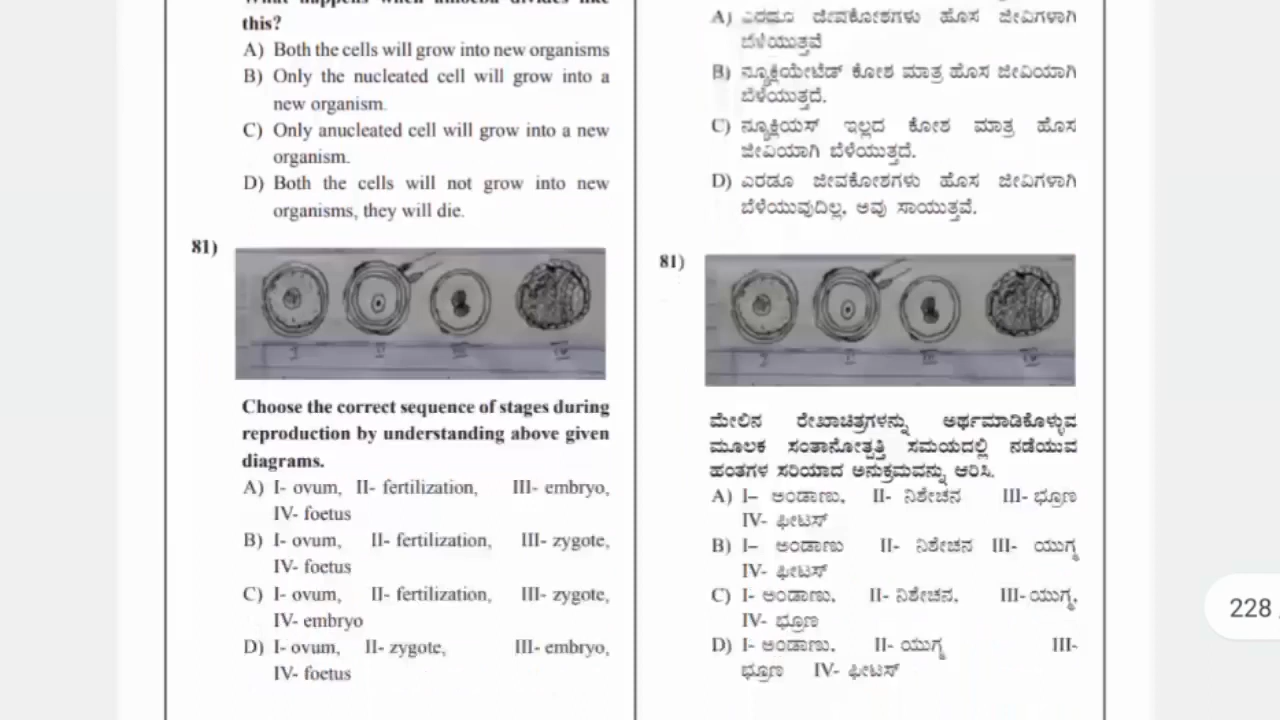 this?
A) Both the cells will grow into new organisms
B) Only the nucleated cell will grow into a
new organism.
C) Only anucleated cell will grow into a new
organism.
D) Both the cells will not grow into new
organisms, they will die.
81)
I II III IV
Choose the correct sequence of stages during
reproduction by understanding above given
diagrams.
A) I- ovum, II- fertilization, III- embryo,
IV- foetus
B) I- ovum, II- fertilization, III- zygote,
IV- foetus
C) I- ovum, II- fertilization, III- zygote,
IV- embryo
D) I- ovum, II- zygote, III- embryo,
IV- foetus
A) ಎರಡೂ ಜೀವಕೋಶಗಳು ಹೊಸ ಜೀವಿಗಳಾಗಿ
ಬೆಳೆಯುತ್ತವೆ
B) ನ್ಯೂಕ್ಲಿಯೇಟೆಡ್ ಕೋಶ ಮಾತ್ರ ಹೊಸ ಜೀವಿಯಾಗಿ
ಬೆಳೆಯುತ್ತದೆ.
C) ನ್ಯೂಕ್ಲಿಯಸ್ ಇಲ್ಲದ ಕೋಶ ಮಾತ್ರ ಹೊಸ
ಜೀವಿಯಾಗಿ ಬೆಳೆಯುತ್ತದೆ.
D) ಎರಡೂ ಜೀವಕೋಶಗಳು ಹೊಸ ಜೀವಿಗಳಾಗಿ
ಬೆಳೆಯುವುದಿಲ್ಲ, ಅವು ಸಾಯುತ್ತವೆ.
81)
I II III IV
ಮೇಲಿನ ರೇಖಾಚಿತ್ರಗಳನ್ನು ಅರ್ಥಮಾಡಿಕೊಳ್ಳುವ
ಮೂಲಕ ಸಂತಾನೋತ್ಪತ್ತಿ ಸಮಯದಲ್ಲಿ ನಡೆಯುವ
ಹಂತಗಳ ಸರಿಯಾದ ಅನುಕ್ರಮವನ್ನು ಆರಿಸಿ.
A) I– ಅಂಡಾಣು, II- ನಿಶೇಚನ III- ಭ್ರೂಣ
IV- ಫೀಟಸ್
B) I– ಅಂಡಾಣು II- ನಿಶೇಚನ III- ಯುಗ್ಮ
IV- ಫೀಟಸ್
C) I- ಅಂಡಾಣು, II- ನಿಶೇಚನ, III- ಯುಗ್ಮ,
IV- ಭ್ರೂಣ
D) I- ಅಂಡಾಣು, II- ಯುಗ್ಮ III-
ಭ್ರೂಣ IV- ಫೀಟಸ್
228